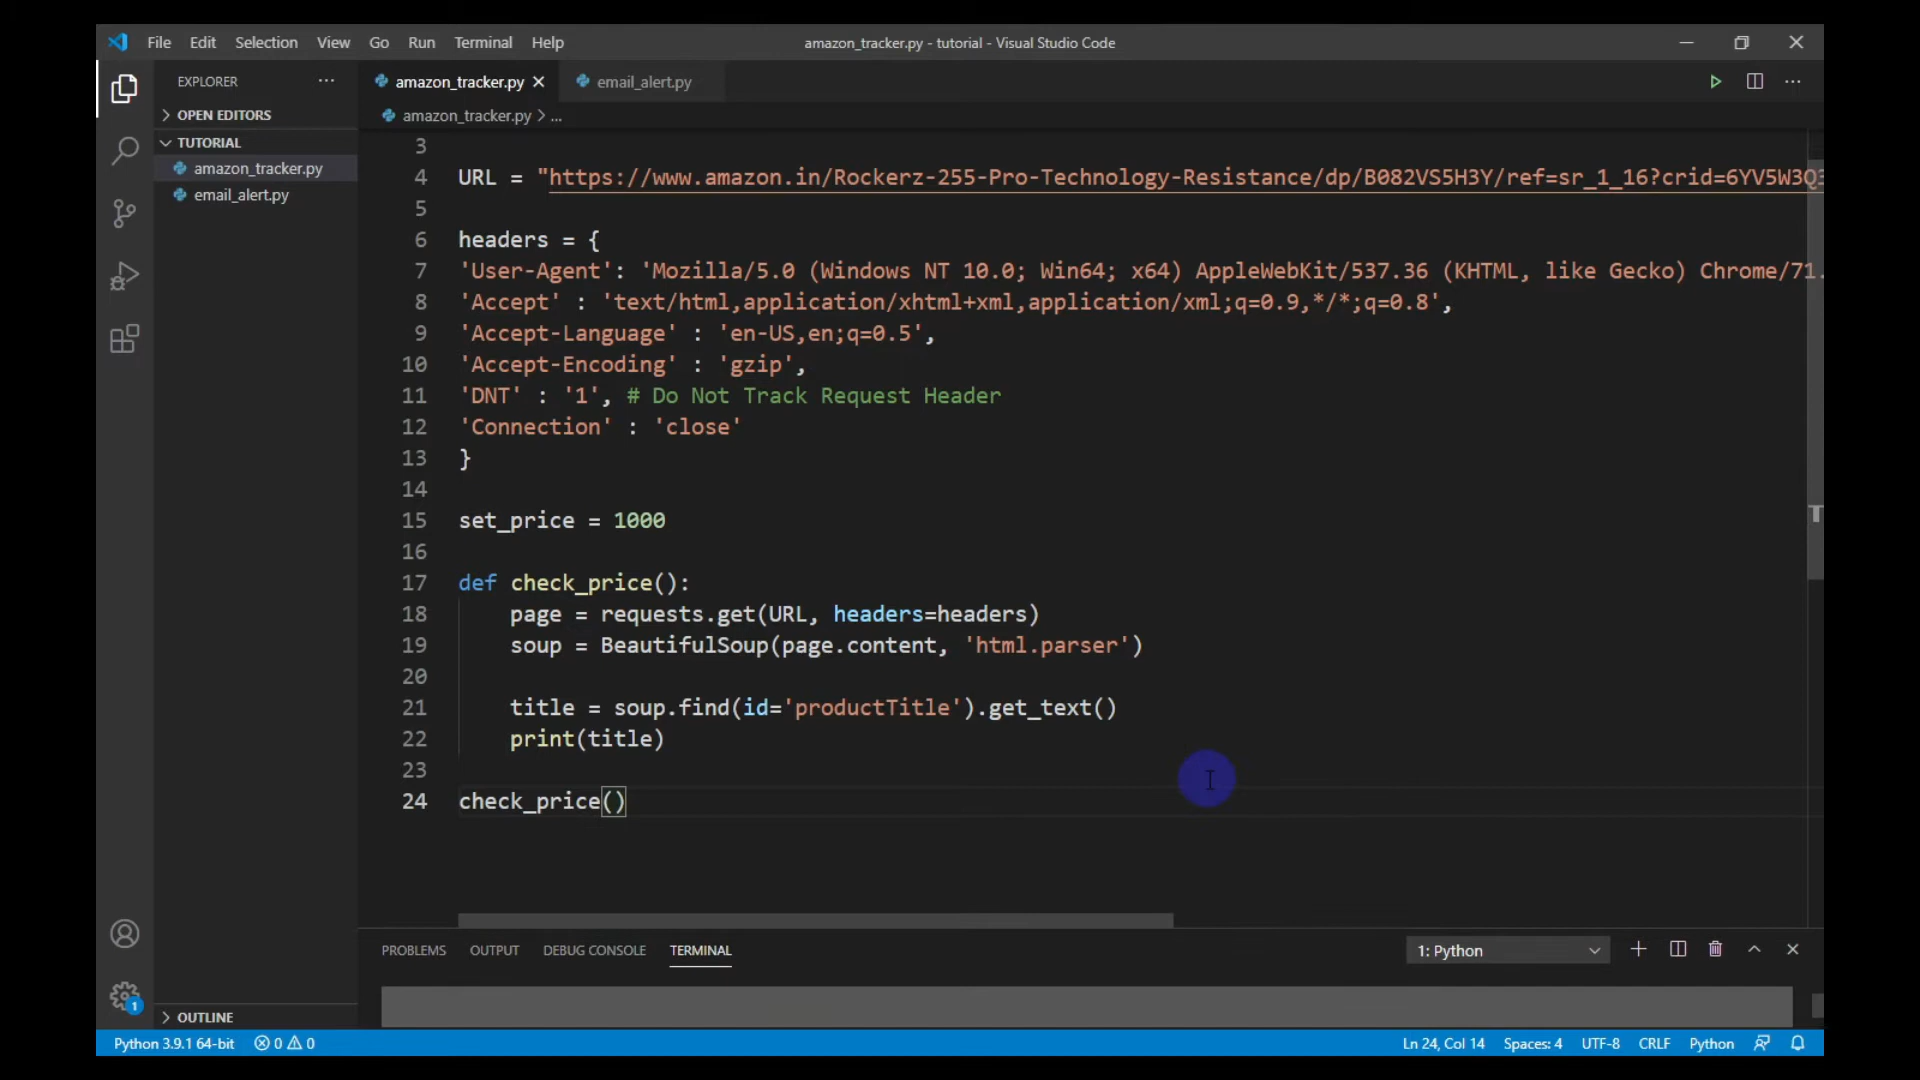 File Edit Selection View Go Run Terminal Help amazon_tracker.py - tutorial - Visual Studio Code
EXPLORER ... amazon_tracker.py email_alert.py
OPEN EDITORS amazon_tracker.py > ...
TUTORIAL
amazon_tracker.py
email_alert.py
3
4 URL = "https://www.amazon.in/Rockerz-255-Pro-Technology-Resistance/dp/B082VS5H3Y/ref=sr_1_16?crid=6YV5W3Q
5
6 headers = {
7 'User-Agent': 'Mozilla/5.0 (Windows NT 10.0; Win64; x64) AppleWebKit/537.36 (KHTML, like Gecko) Chrome/71.
8 'Accept' : 'text/html,application/xhtml+xml,application/xml;q=0.9,*/*;q=0.8',
9 'Accept-Language' : 'en-US,en;q=0.5',
10 'Accept-Encoding' : 'gzip',
11 'DNT' : '1', # Do Not Track Request Header
12 'Connection' : 'close'
13 }
14
15 set_price = 1000
16
17 def check_price():
18 page = requests.get(URL, headers=headers)
19 soup = BeautifulSoup(page.content, 'html.parser')
20
21 title = soup.find(id='productTitle').get_text()
22 print(title)
23
24 check_price()
PROBLEMS OUTPUT DEBUG CONSOLE TERMINAL 1: Python
1
OUTLINE
Python 3.9.1 64-bit 0 0 Ln 24, Col 14 Spaces: 4 UTF-8 CRLF Python